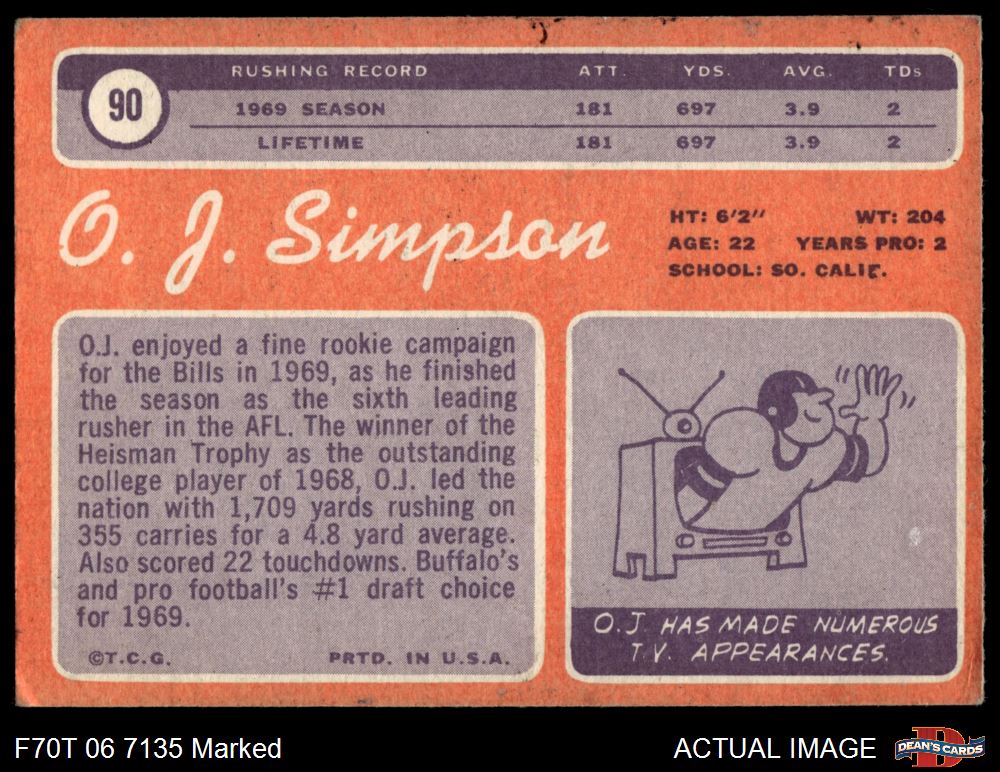 90
RUSHING RECORD ATT. YDS. AVG. TDs
1969 SEASON 181 697 3.9 2
LIFETIME 181 697 3.9 2
O. J. Simpson
HT: 6'2" WT: 204
AGE: 22 YEARS PRO: 2
SCHOOL: SO. CALIF.
O.J. enjoyed a fine rookie campaign
for the Bills in 1969, as he finished
the season as the sixth leading
rusher in the AFL. The winner of the
Heisman Trophy as the outstanding
college player of 1968, O.J. led the
nation with 1,709 yards rushing on
355 carries for a 4.8 yard average.
Also scored 22 touchdowns. Buffalo's
and pro football's #1 draft choice
for 1969.
©T.C.G. PRTD. IN U.S.A.
O.J. HAS MADE NUMEROUS
T.V. APPEARANCES.
F70T 06 7135 Marked
ACTUAL IMAGE
D
DEAN'S CARDS